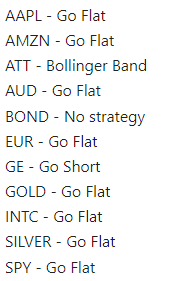 AAPL - Go Flat
AMZN - Go Flat
ATT - Bollinger Band
AUD - Go Flat
BOND - No strategy
EUR - Go Flat
GE - Go Short
GOLD - Go Flat
INTC - Go Flat
SILVER - Go Flat
SPY - Go Flat